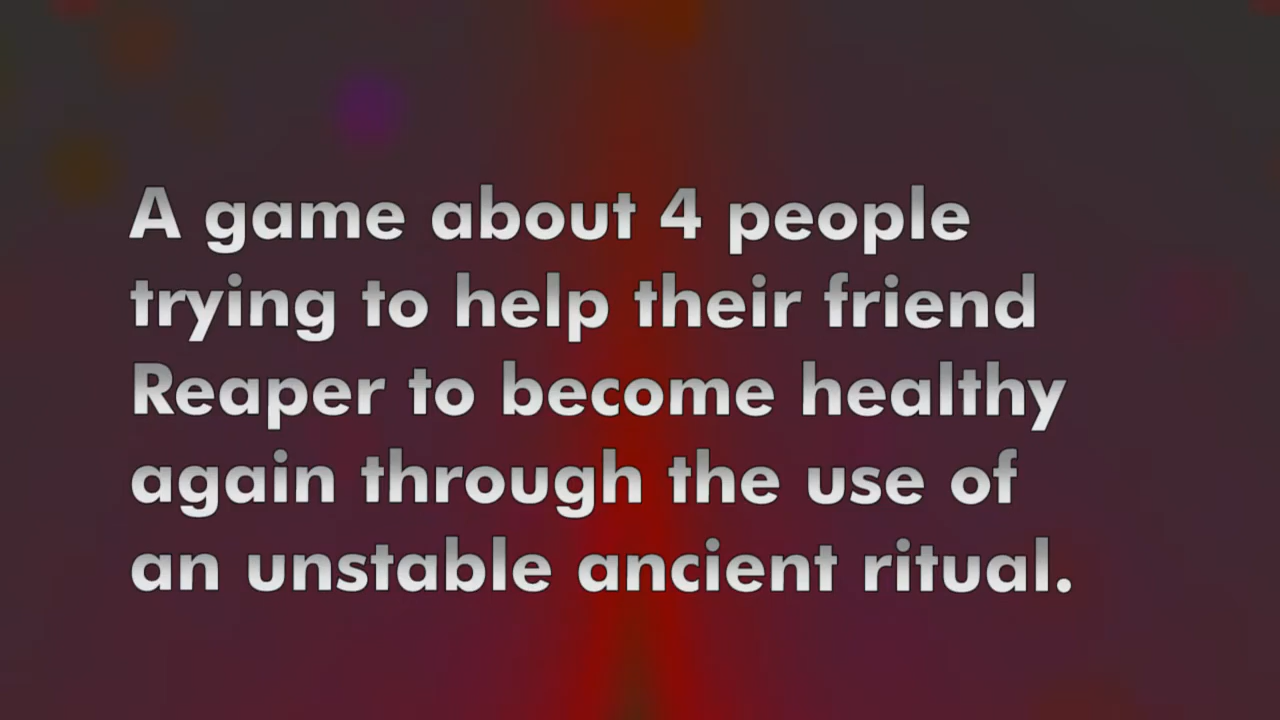 A game about 4 people
trying to help their friend
Reaper to become healthy
again through the use of
an unstable ancient ritual.